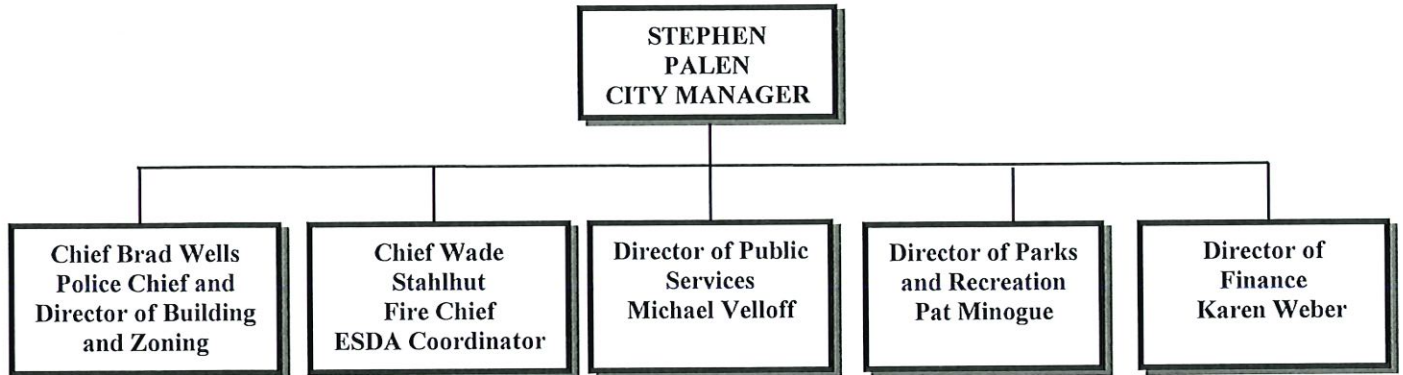 STEPHEN
PALEN
CITY MANAGER
Chief Brad Wells
Police Chief and
Director of Building
and Zoning
Chief Wade
Stahlhut
Fire Chief
ESDA Coordinator
Director of Public
Services
Michael Velloff
Director of Parks
and Recreation
Pat Minogue
Director of
Finance
Karen Weber